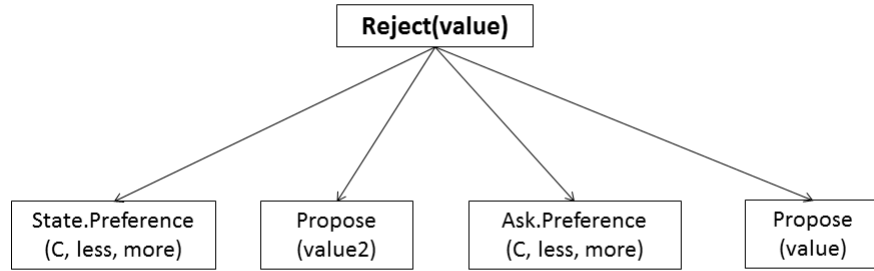 Reject(value)
State.Preference
(C, less, more)
Propose
(value2)
Ask.Preference
(C, less, more)
Propose
(value)